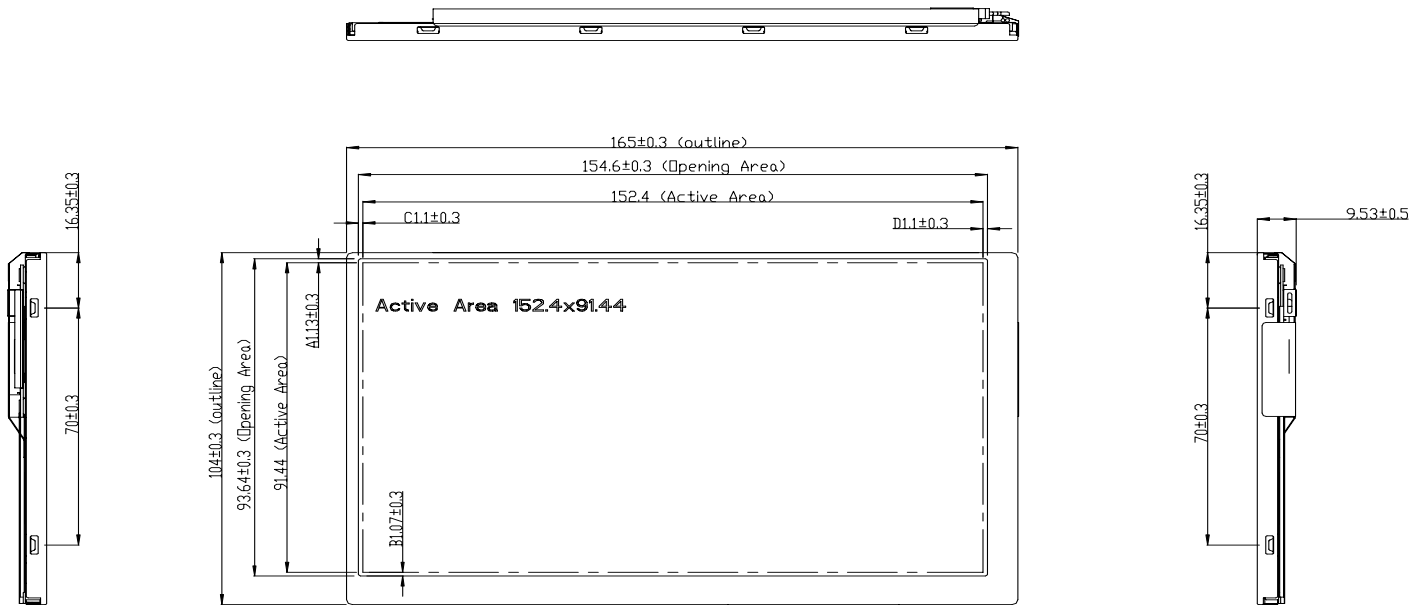 165±0.3 (outline)
154.6±0.3 (Opening Area)
152.4 (Active Area)
C1.1±0.3
D1.1±0.3
16.35±0.3
16.35±0.3
9.53±0.5
A1.13±0.3
Active Area 152.4x91.44
104±0.3 (outline)
93.64±0.3 (Opening Area)
91.44 (Active Area)
70±0.3
70±0.3
B1.07±0.3